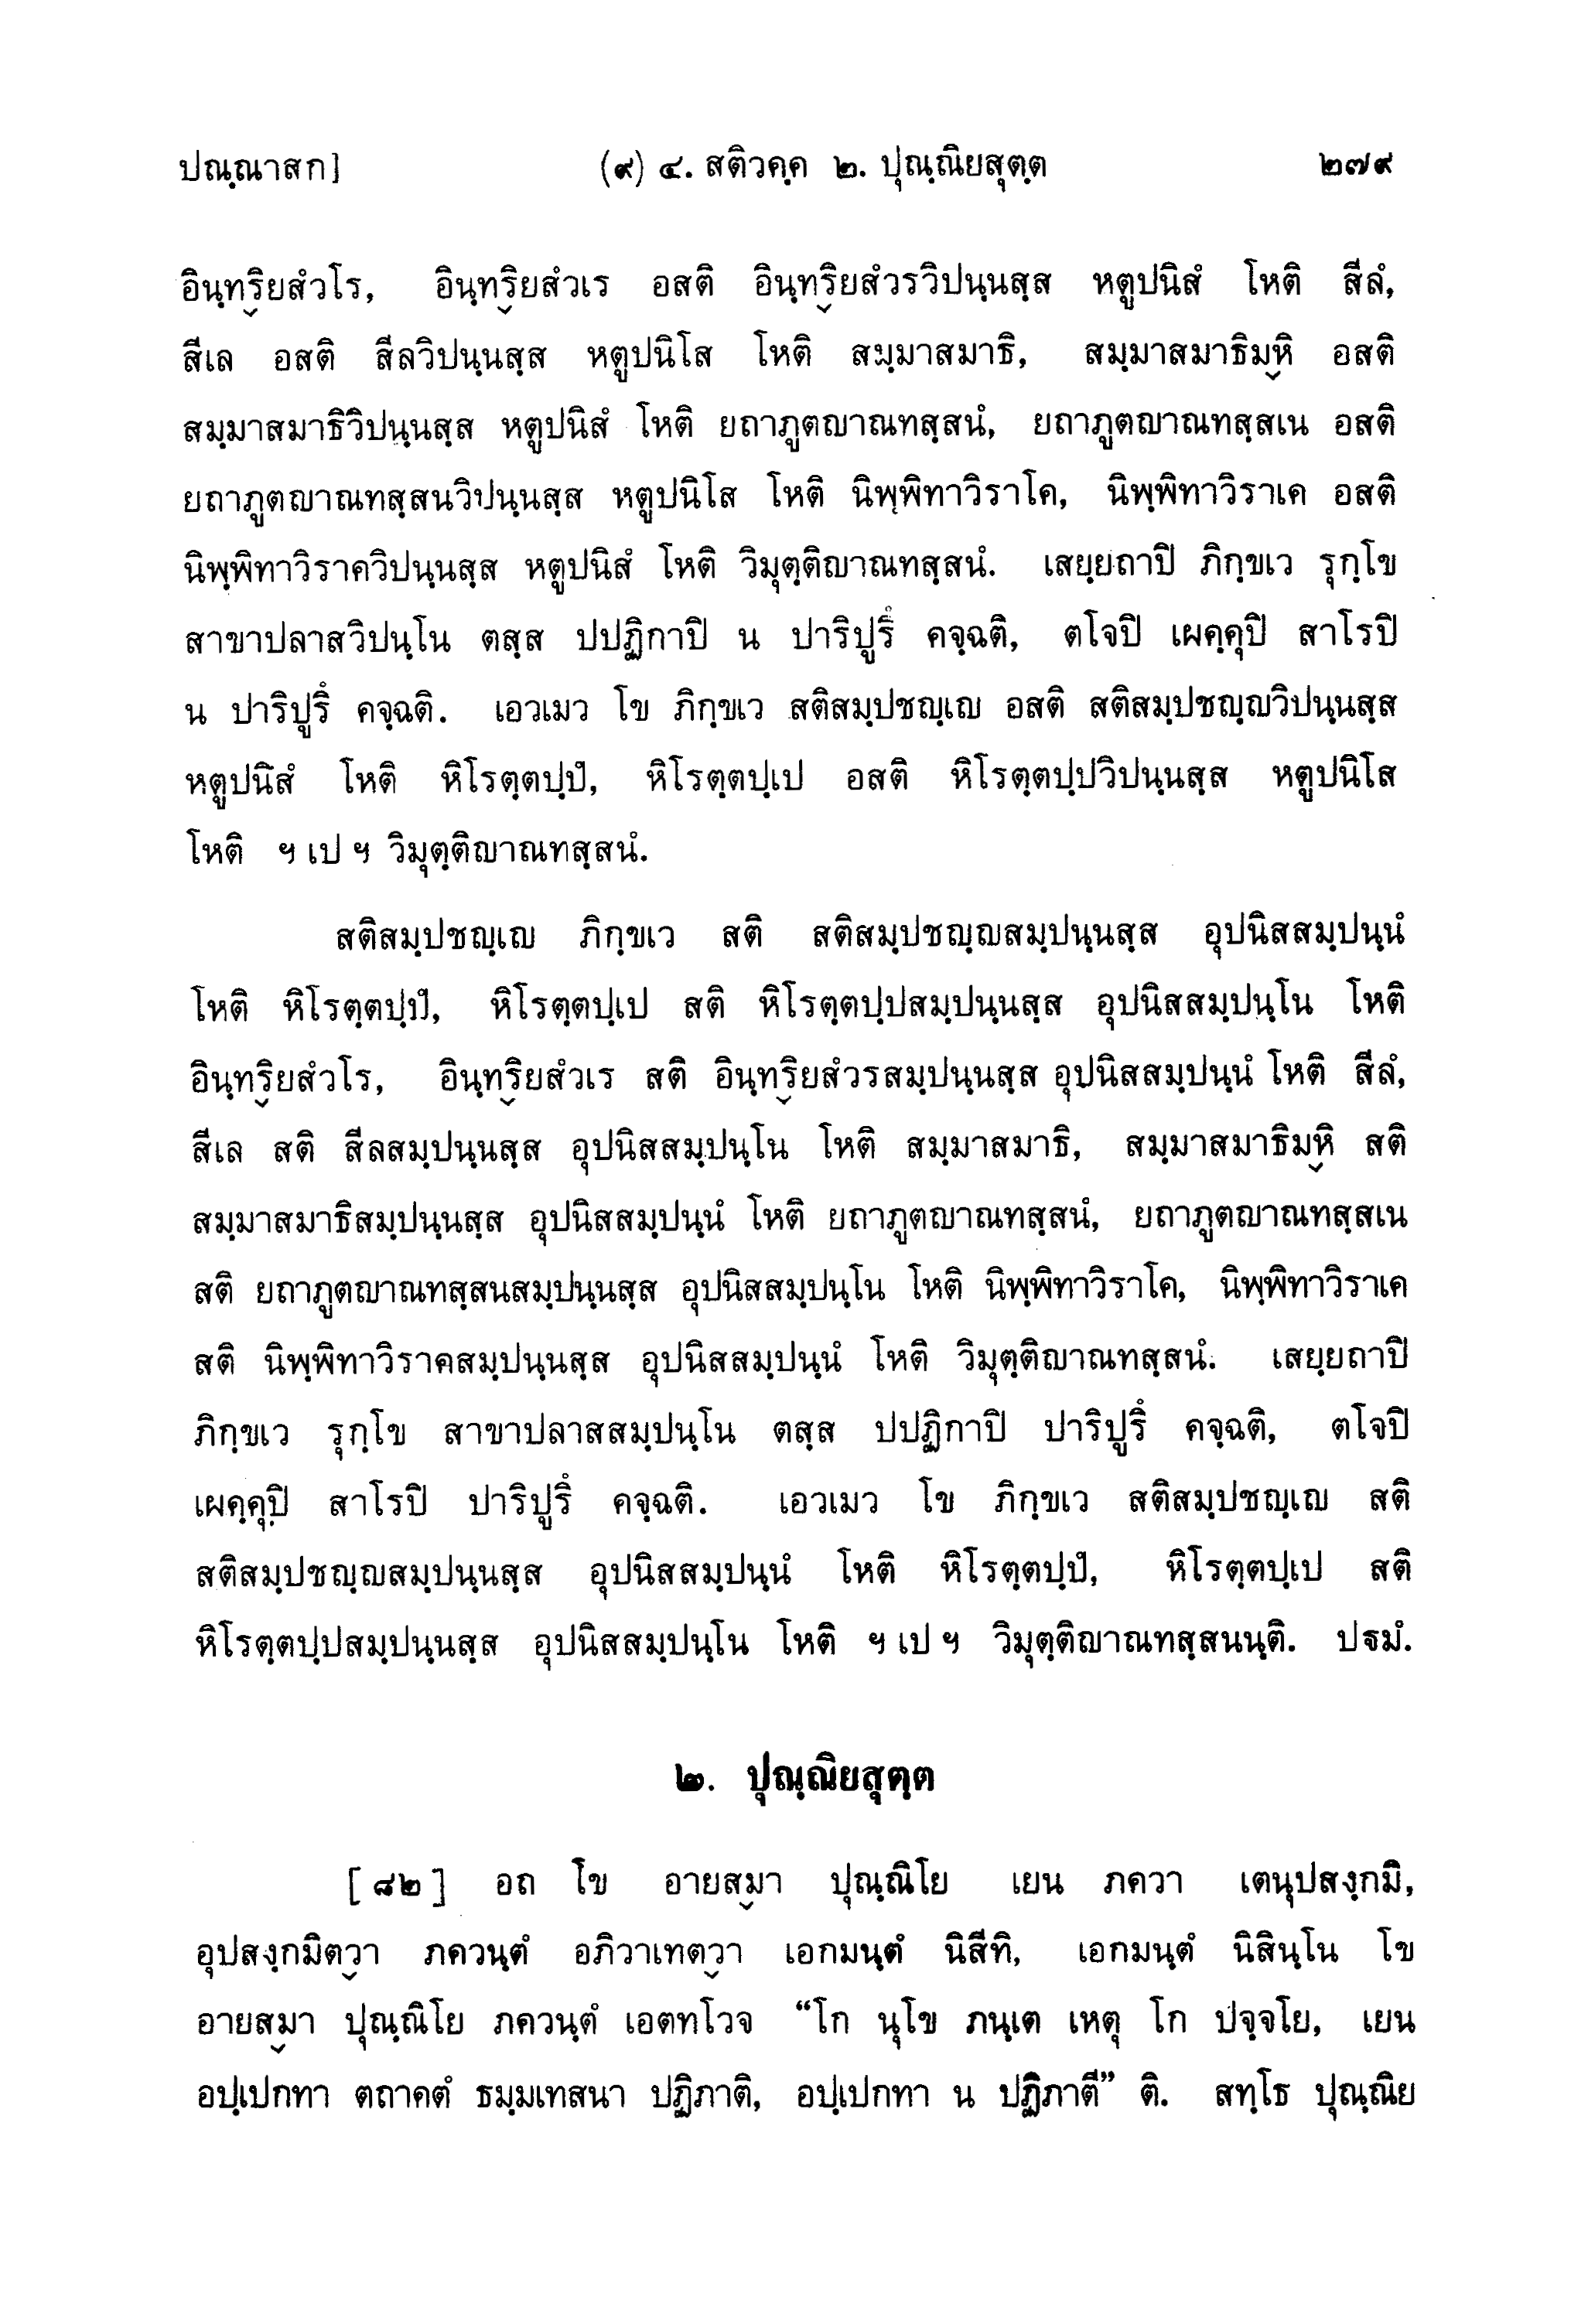 ปณฺณาสก]
(๙) ๔. สติวคฺค ๒. ปุณฺณิยสุตฺต
๒๗๙
อินฺทฺริยสํวโร, อินฺทฺริยสํวเร อสติ อินฺทฺริยสํวรวิปนฺนสฺส หตูปนิสํ โหติ สีลํ,
สีเล อสติ สีลวิปนฺนสฺส หตูปนิโส โหติ สมฺมาสมาธิ, สมฺมาสมาธิมฺหิ อสติ
สมฺมาสมาธิวิปนฺนสฺส หตูปนิสํ โหติ ยถาภูตญาณทสฺสนํ, ยถาภูตญาณทสฺสเน อสติ
ยถาภูตญาณทสฺสนวิปนฺนสฺส หตูปนิโส โหติ นิพฺพิทาวิราโค, นิพฺพิทาวิราเค อสติ
นิพฺพิทาวิราควิปนฺนสฺส หตูปนิสํ โหติ วิมุตฺติญาณทสฺสนํ. เสยฺยถาปิ ภิกฺขเว รุกฺโข
สาขาปลาสวิปนฺโน ตสฺส ปปฏิกาปิ น ปาริปูรึ คจฺฉติ, ตโจปิ เผคฺคุปิ สาโรปิ
น ปาริปูรึ คจฺฉติ. เอวเมว โข ภิกฺขเว สติสมฺปชญฺเญ อสติ สติสมฺปชญฺญวิปนฺนสฺส
หตูปนิสํ โหติ หิโรตฺตปฺปํ, หิโรตฺตปฺเป อสติ หิโรตฺตปฺปวิปนฺนสฺส หตูปนิโส
โหติ ฯ เป ฯ วิมุตฺติญาณทสฺสนํ.
สติสมฺปชญฺเญ ภิกฺขเว สติ สติสมฺปชญฺญสมฺปนฺนสฺส อุปนิสสมฺปนฺนํ
โหติ หิโรตฺตปฺปํ, หิโรตฺตปฺเป สติ หิโรตฺตปฺปสมฺปนฺนสฺส อุปนิสสมฺปนฺโน โหติ
อินฺทฺริยสํวโร, อินฺทฺริยสํวเร สติ อินฺทฺริยสํวรสมฺปนฺนสฺส อุปนิสสมฺปนฺนํ โหติ สีลํ,
สีเล สติ สีลสมฺปนฺนสฺส อุปนิสสมฺปนฺโน โหติ สมฺมาสมาธิ, สมฺมาสมาธิมฺหิ สติ
สมฺมาสมาธิสมฺปนฺนสฺส อุปนิสสมฺปนฺนํ โหติ ยถาภูตญาณทสฺสนํ, ยถาภูตญาณทสฺสเน
สติ ยถาภูตญาณทสฺสนสมฺปนฺนสฺส อุปนิสสมฺปนฺโน โหติ นิพฺพิทาวิราโค, นิพฺพิทาวิราเค
สติ นิพฺพิทาวิราคสมฺปนฺนสฺส อุปนิสสมฺปนฺนํ โหติ วิมุตฺติญาณทสฺสนํ. เสยฺยถาปิ
ภิกฺขเว รุกฺโข สาขาปลาสสมฺปนฺโน ตสฺส ปปฏิกาปิ ปาริปูรึ คจฺฉติ, ตโจปิ
เผคฺคุปิ สาโรปิ ปาริปูรึ คจฺฉติ. เอวเมว โข ภิกฺขเว สติสมฺปชญฺเญ สติ
สติสมฺปชญฺญสมฺปนฺนสฺส อุปนิสสมฺปนฺนํ โหติ หิโรตฺตปฺปํ, หิโรตฺตปฺเป สติ
หิโรตฺตปฺปสมฺปนฺนสฺส อุปนิสสมฺปนฺโน โหติ ฯ เป ฯ วิมุตฺติญาณทสฺสนนฺติ. ปฐมํ.
๒. ปุณฺณิยสุตฺต
[๘๒] อถ โข อายสฺมา ปุณฺณิโย เยน ภควา เตนุปสงฺกมิ,
อุปสงฺกมิตฺวา ภควนฺตํ อภิวาเทตฺวา เอกมนฺตํ นิสีทิ, เอกมนฺตํ นิสินฺโน โข
อายสฺมา ปุณฺณิโย ภควนฺตํ เอตทโวจ “โก นุโข ภนฺเต เหตุ โก ปจฺจโย, เยน
อปฺเปกทา ตถาคตํ ธมฺมเทสนา ปฏิภาติ, อปฺเปกทา น ปฏิภาตี” ติ. สทฺโธ ปุณฺณิย